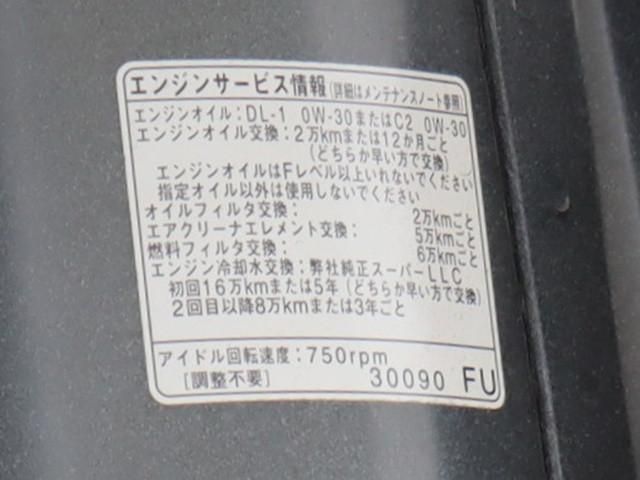 エンジンサービス情報(詳細はメンテナンスノート参照)
エンジンオイル:DL-1 0W-30またはC2 0W-30
エンジンオイル交換:2万kmまたは12か月ごと
(どちらか早い方で交換)
エンジンオイルはFレベル以上いれないでください
指定オイル以外は使用しないでください
オイルフィルタ交換: 2万kmごと
エアクリーナエレメント交換: 5万kmごと
燃料フィルタ交換: 6万kmごと
エンジン冷却水交換:弊社純正スーパーLLC
初回16万kmまたは5年(どちらか早い方で交換)
2回目以降8万kmまたは3年ごと
アイドル回転速度:750rpm
[調整不要] 30090 FU